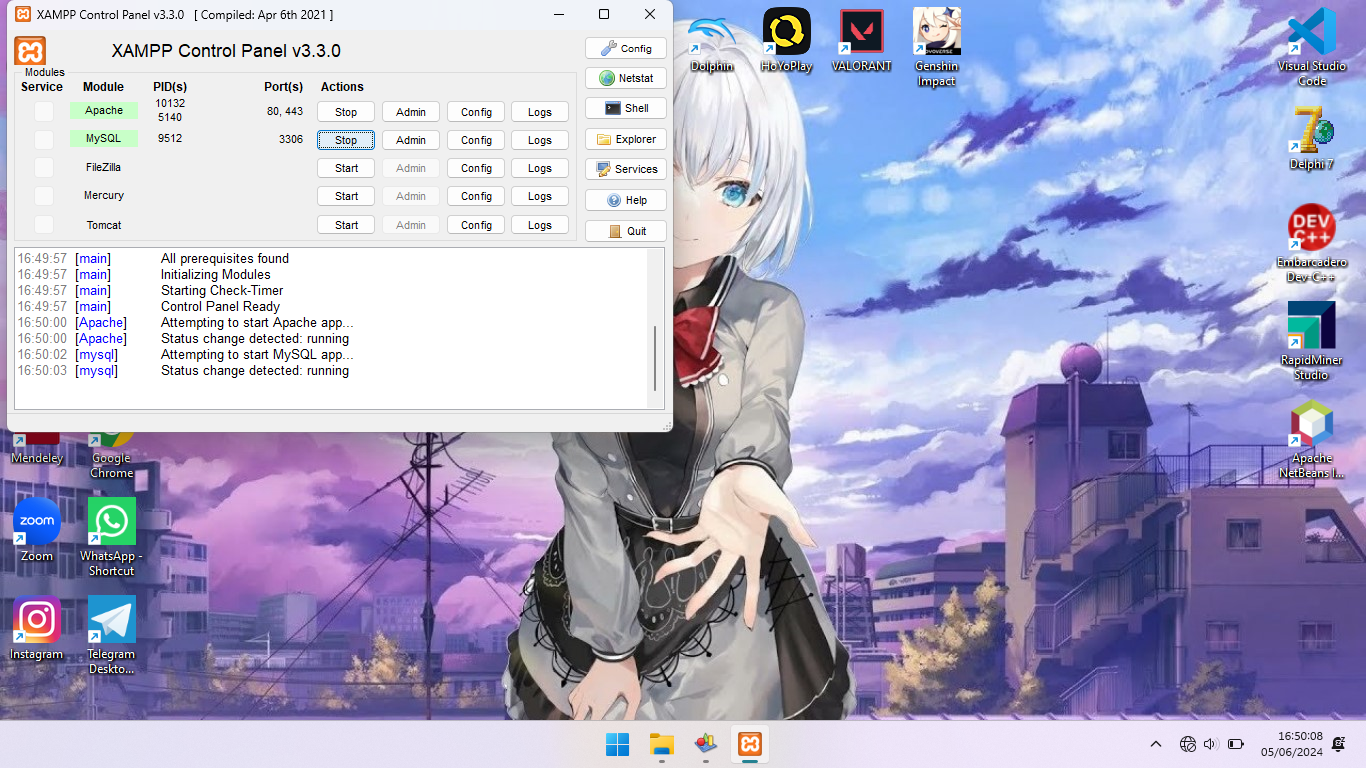 XAMPP Control Panel v3.3.0 [ Compiled: Apr 6th 2021 ]
XAMPP Control Panel v3.3.0
Config
Modules
Service Module PID(s) Port(s) Actions
Netstat
Apache 10132 5140 80, 443 Stop Admin Config Logs
Shell
MySQL 9512 3306 Stop Admin Config Logs
Explorer
FileZilla Start Admin Config Logs
Services
Mercury Start Admin Config Logs
Help
Tomcat Start Admin Config Logs
Quit
16:49:57 [main] All prerequisites found
16:49:57 [main] Initializing Modules
16:49:57 [main] Starting Check-Timer
16:49:57 [main] Control Panel Ready
16:50:00 [Apache] Attempting to start Apache app...
16:50:00 [Apache] Status change detected: running
16:50:02 [mysql] Attempting to start MySQL app...
16:50:03 [mysql] Status change detected: running
Dolphin
HoYoPlay
VALORANT
HOYOVERSE
Genshin
Impact
Visual Studio
Code
7
Delphi 7
DEV
C++
Embarcadero
Dev-C++
RapidMiner
Studio
Apache
NetBeans I...
Mendeley
Google
Chrome
zoom
Zoom
WhatsApp -
Shortcut
Instagram
Telegram
Deskto...
16:50:08
05/06/2024